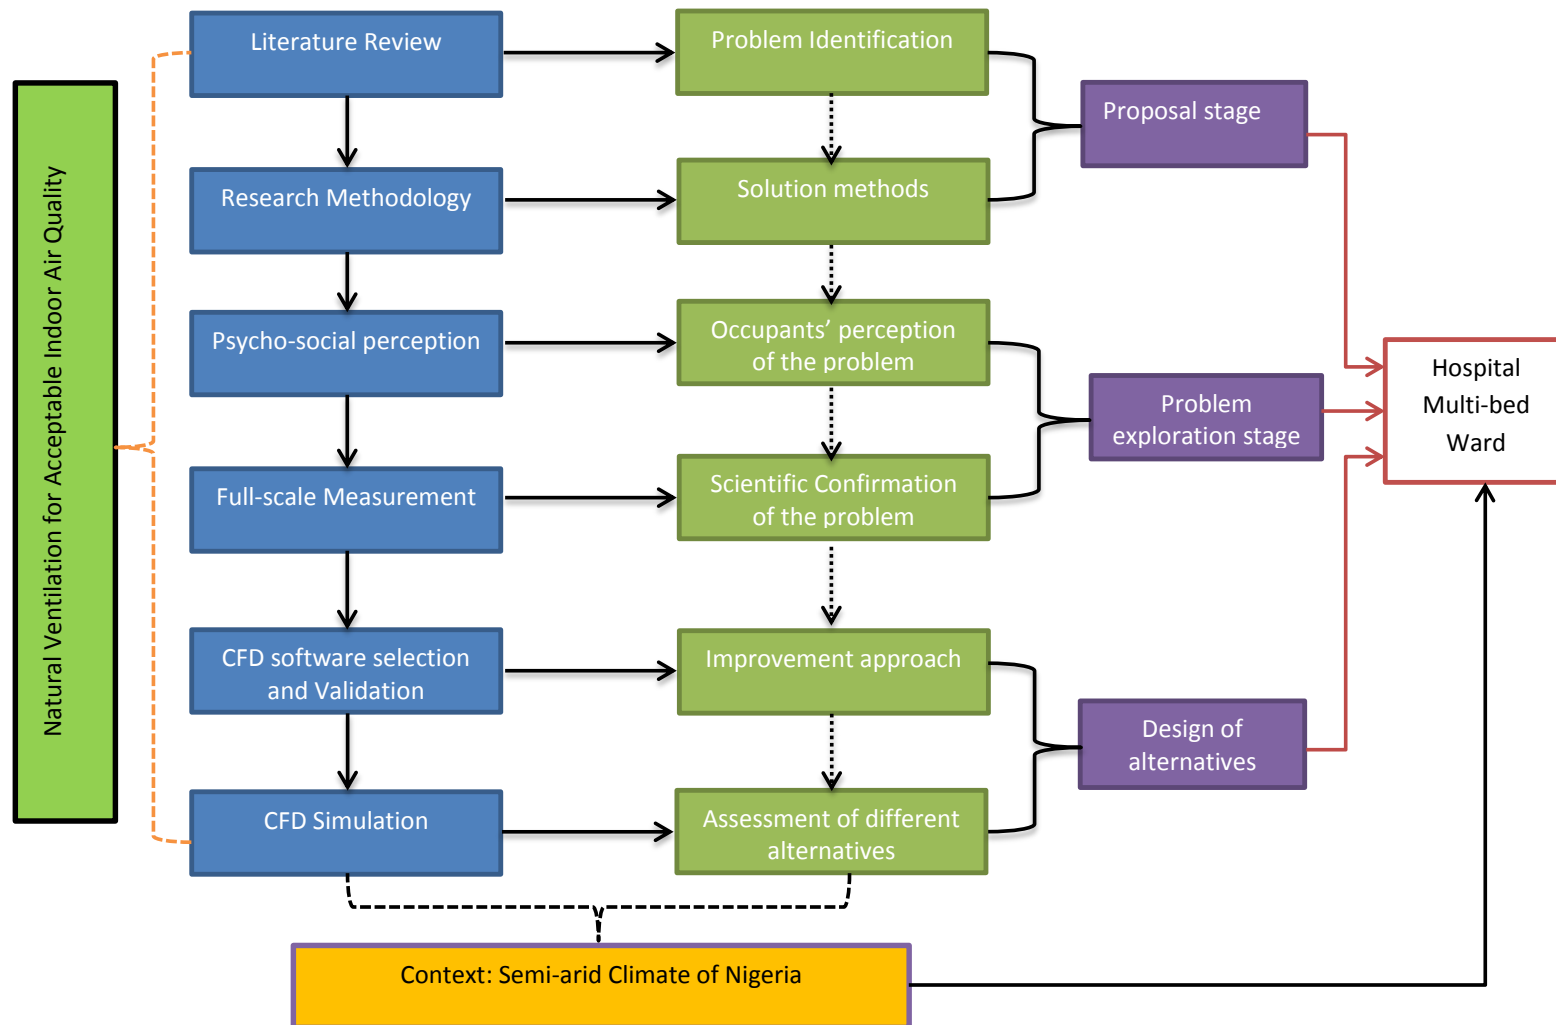 Natural Ventilation for Acceptable Indoor Air Quality
Literature Review
Problem Identification
Proposal stage
Research Methodology
Solution methods
Psycho-social perception
Occupants’ perception
of the problem
Hospital
Multi-bed
Ward
Problem
exploration stage
Full-scale Measurement
Scientific Confirmation
of the problem
CFD software selection
and Validation
Improvement approach
Design of
alternatives
CFD Simulation
Assessment of different
alternatives
Context: Semi-arid Climate of Nigeria